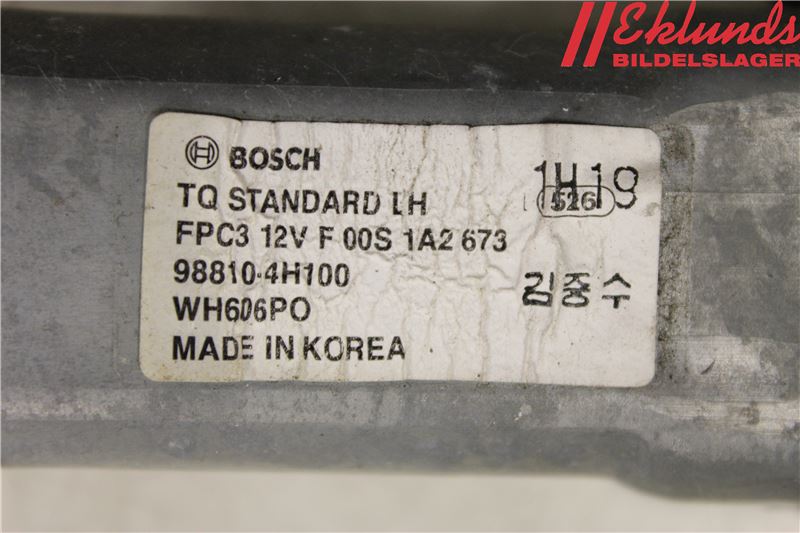 Eklunds
BILDELSLAGER
BOSCH
1H19
TQ STANDARD LH
526
FPC3 12V F 00S 1A2 673
98810-4H100
김종수
WH606PO
MADE IN KOREA